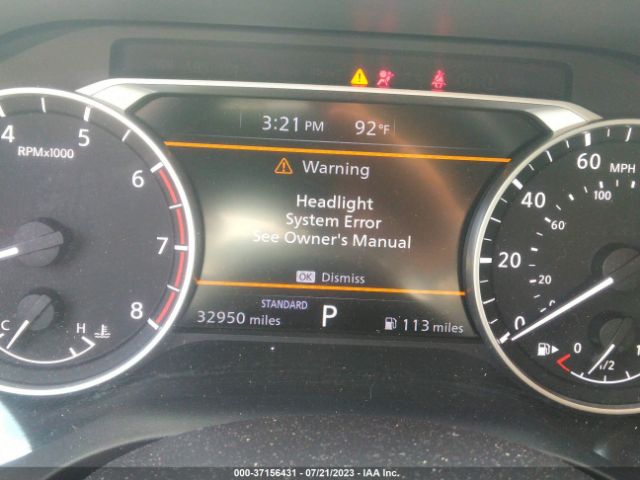 3:21 PM 92°F
4 5 6 7 8
RPMx1000
Warning
Headlight
System Error
See Owner's Manual
OK Dismiss
STANDARD
32950 miles P 113 miles
C H
0 20 40 60 MPH
0 20 60 100
0 1/2 1
000-37156431 - 07/21/2023 - IAA Inc.